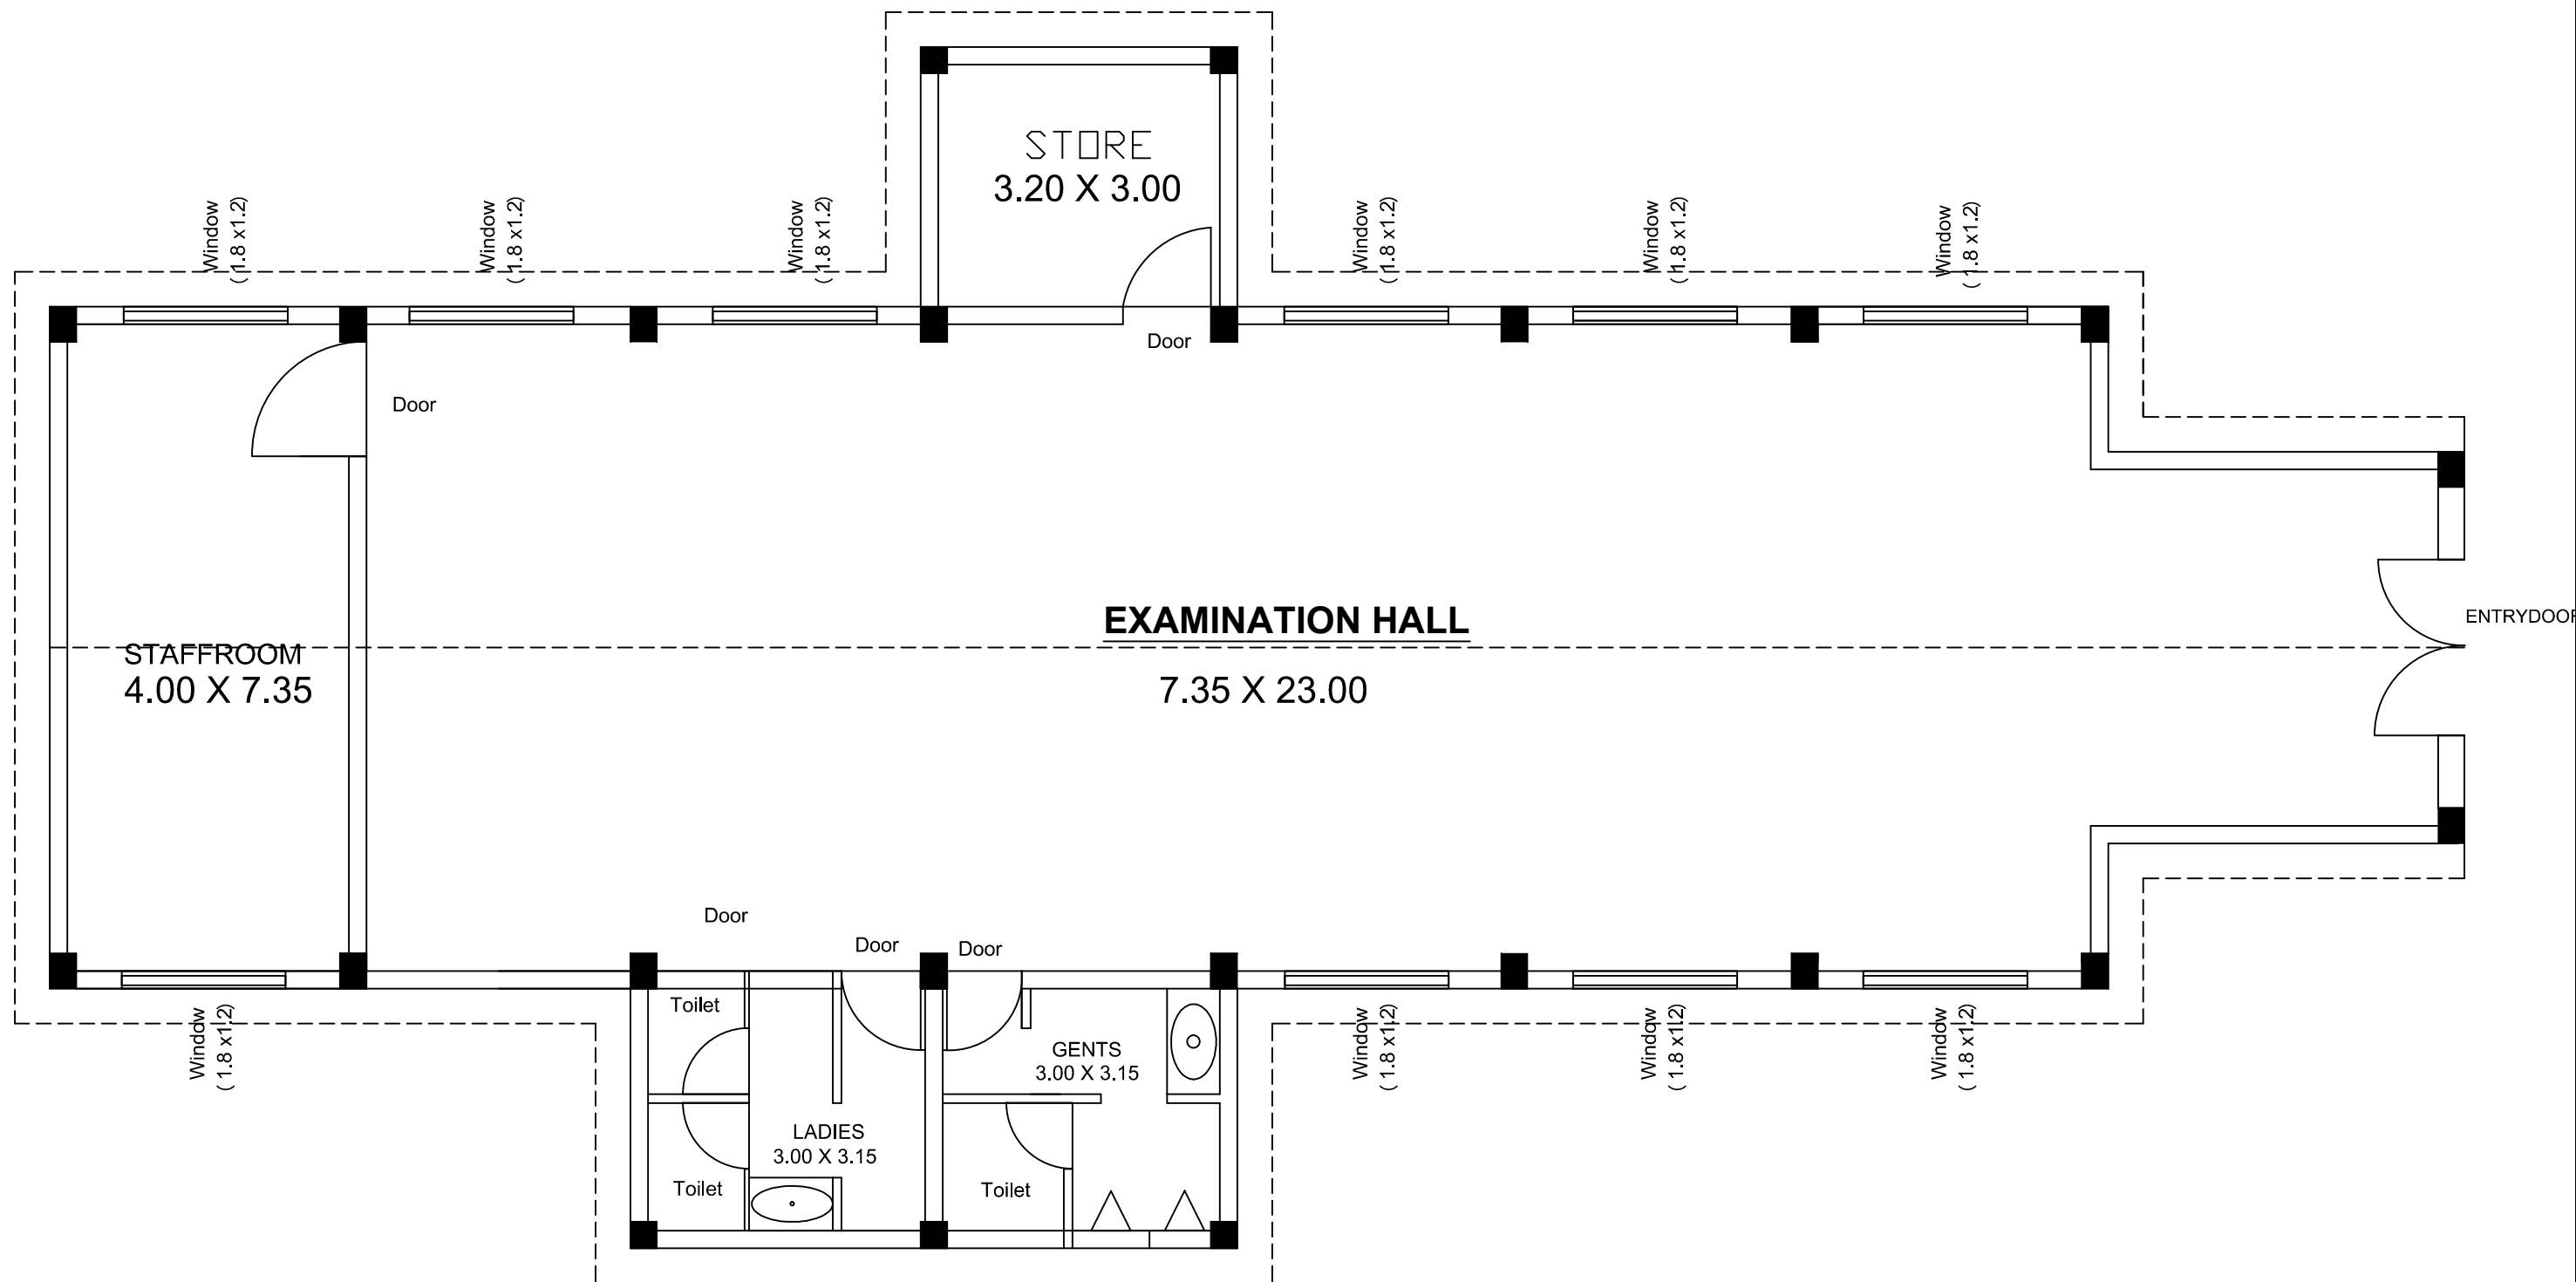 STORE
3.20 X 3.00
Window
( 1.8 x1.2)
Window
( 1.8 x1.2)
Window
( 1.8 x1.2)
Window
( 1.8 x1.2)
Window
( 1.8 x1.2)
Window
( 1.8 x1.2)
Door
Door
EXAMINATION HALL
7.35 X 23.00
ENTRYDOOR
STAFFROOM
4.00 X 7.35
Door
Door
Door
Toilet
GENTS
3.00 X 3.15
LADIES
3.00 X 3.15
Toilet
Toilet
Window
( 1.8 x1.2)
Window
( 1.8 x1.2)
Window
( 1.8 x1.2)
Window
( 1.8 x1.2)